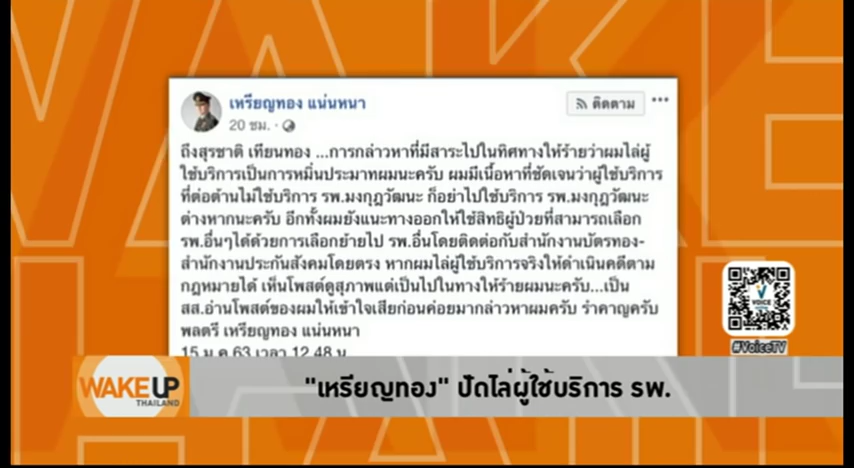 เหรียญทอง แน่นหนา
ติดตาม
20 ชม.
ถึงสุรชาติ เทียนทอง ...การกล่าวหาที่มีสาระไปในทิศทางให้ร้ายว่าผมไล่ผู้
ใช้บริการเป็นการหมิ่นประมาทผมนะครับ ผมมีเนื้อหาที่ชัดเจนว่าผู้ใช้บริการ
ที่ต่อต้านไม่ใช้บริการ รพ.มงกุฎวัฒนะ ก็อย่าไปใช้บริการ รพ.มงกุฎวัฒนะ
ต่างหากนะครับ อีกทั้งผมยังแนะทางออกให้ใช้สิทธิผู้ป่วยที่สามารถเลือก
รพ.อื่นๆได้ด้วยการเลือกย้ายไป รพ.อื่นโดยติดต่อกับสำนักงานบัตรทอง-
สำนักงานประกันสังคมโดยตรง หากผมไล่ผู้ใช้บริการจริงให้ดำเนินคดีตาม
กฎหมายได้ เห็นโพสต์ดูสุภาพแต่เป็นไปในทางให้ร้ายผมนะครับ...เป็น
สส.อ่านโพสต์ของผมให้เข้าใจเสียก่อนค่อยมากล่าวหาผมครับ รำคาญครับ
พลตรี เหรียญทอง แน่นหนา
15 ม.ค.63 เวลา 12.48 น.
VOICE
#VoiceTV
WAKE UP
THAILAND
"เหรียญทอง" ปัดไล่ผู้ใช้บริการ รพ.